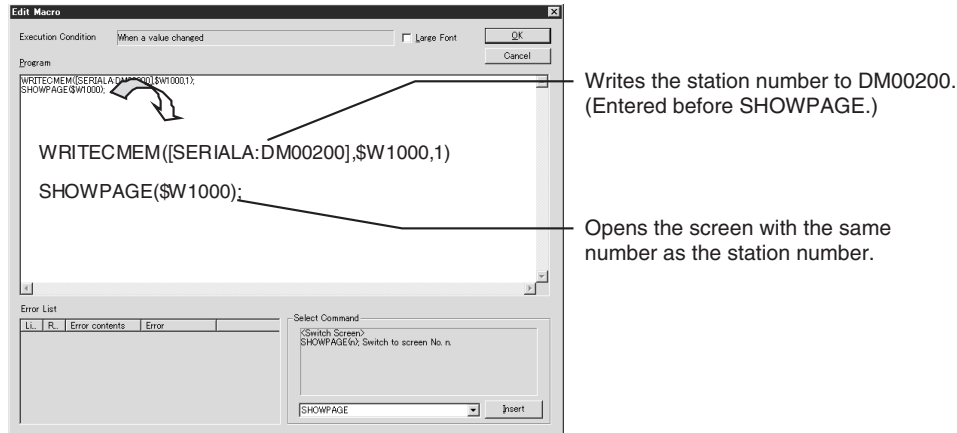 Edit Macro
Execution Condition When a value changed Large Font OK
Cancel
Program
WRITECMEM([SERIALA:DM00200],$W1000,1);
SHOWPAGE($W1000);
Writes the station number to DM00200.
(Entered before SHOWPAGE.)
WRITECMEM([SERIALA:DM00200],$W1000,1)
SHOWPAGE($W1000);
Opens the screen with the same
number as the station number.
Error List
Li.. R.. Error contents Error
Select Command
<Switch Screen>
SHOWPAGE(n); Switch to screen No. n.
SHOWPAGE Insert